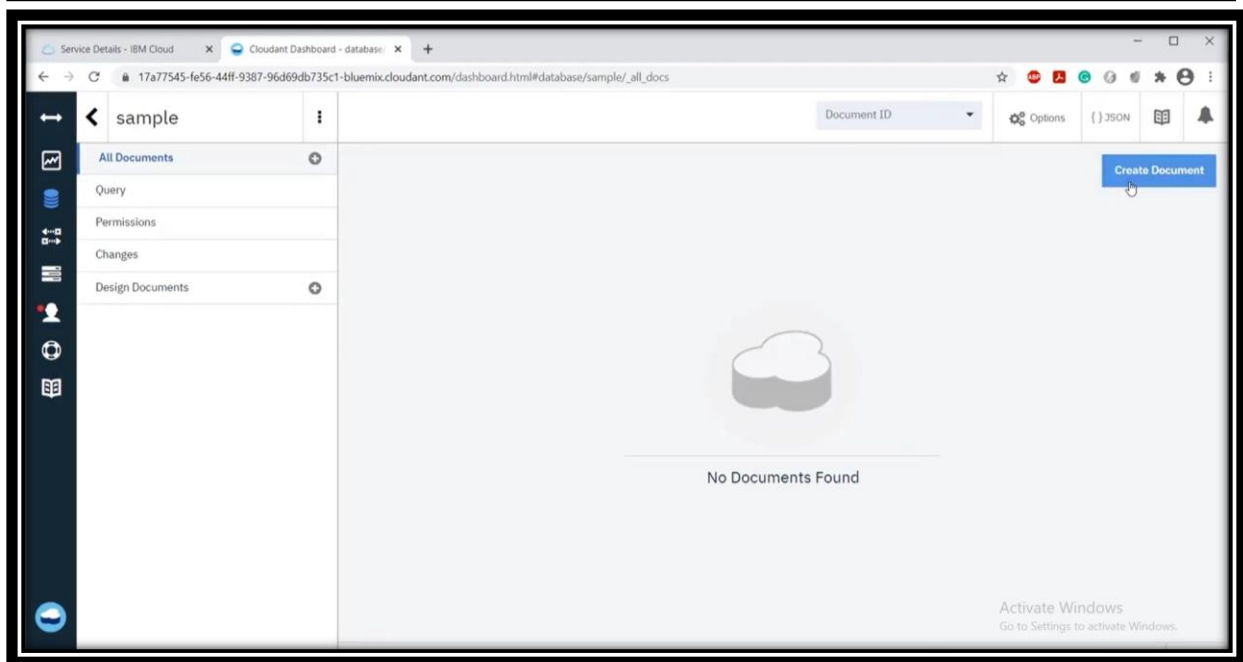 Service Details - IBM Cloud
Cloudant Dashboard - database/
17a77545-fe56-44ff-9387-96d69db735c1-bluemix.cloudant.com/dashboard.html#database/sample/_all_docs
sample
Document ID
Options
{ } JSON
All Documents
Create Document
Query
Permissions
Changes
Design Documents
No Documents Found
Activate Windows
Go to Settings to activate Windows.